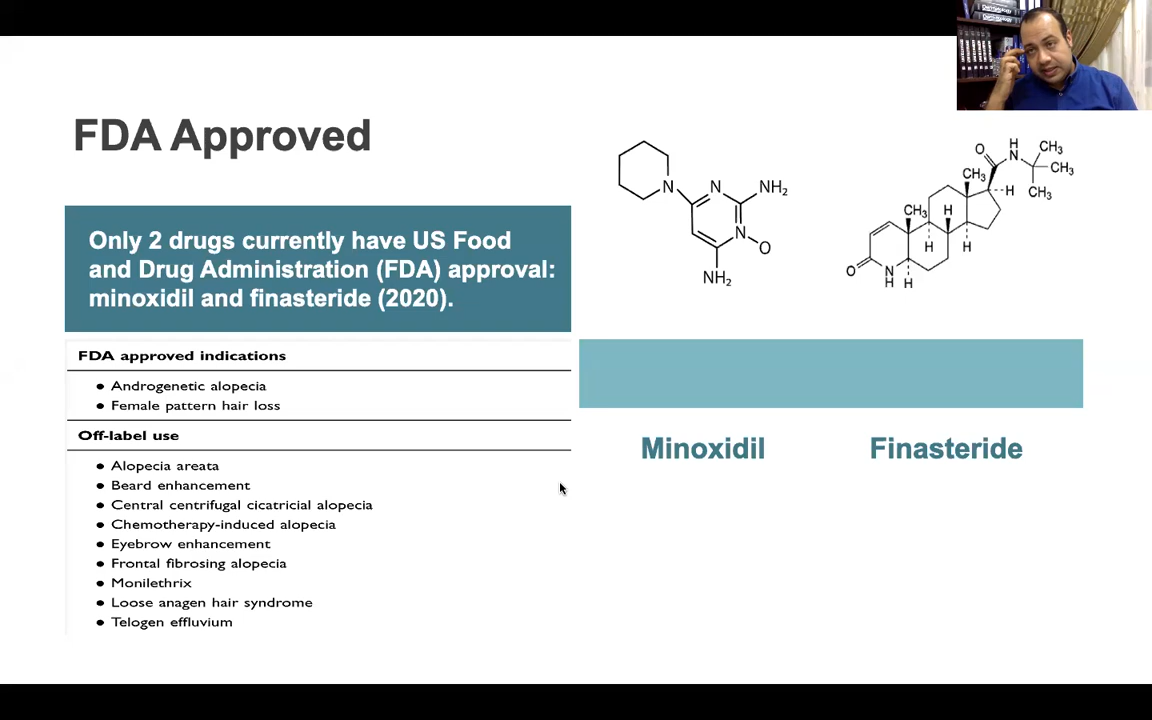 FDA Approved
Only 2 drugs currently have US Food
and Drug Administration (FDA) approval:
minoxidil and finasteride (2020).
FDA approved indications
● Androgenetic alopecia
● Female pattern hair loss
Off-label use
● Alopecia areata
● Beard enhancement
● Central centrifugal cicatricial alopecia
● Chemotherapy-induced alopecia
● Eyebrow enhancement
● Frontal fibrosing alopecia
● Monilethrix
● Loose anagen hair syndrome
● Telogen effluvium
N
N
NH₂
N
O
NH₂
O
H
N
CH₃
CH₃
CH₃
CH₃
H
CH₃
H
H
H
O
N
H
H
Minoxidil
Finasteride